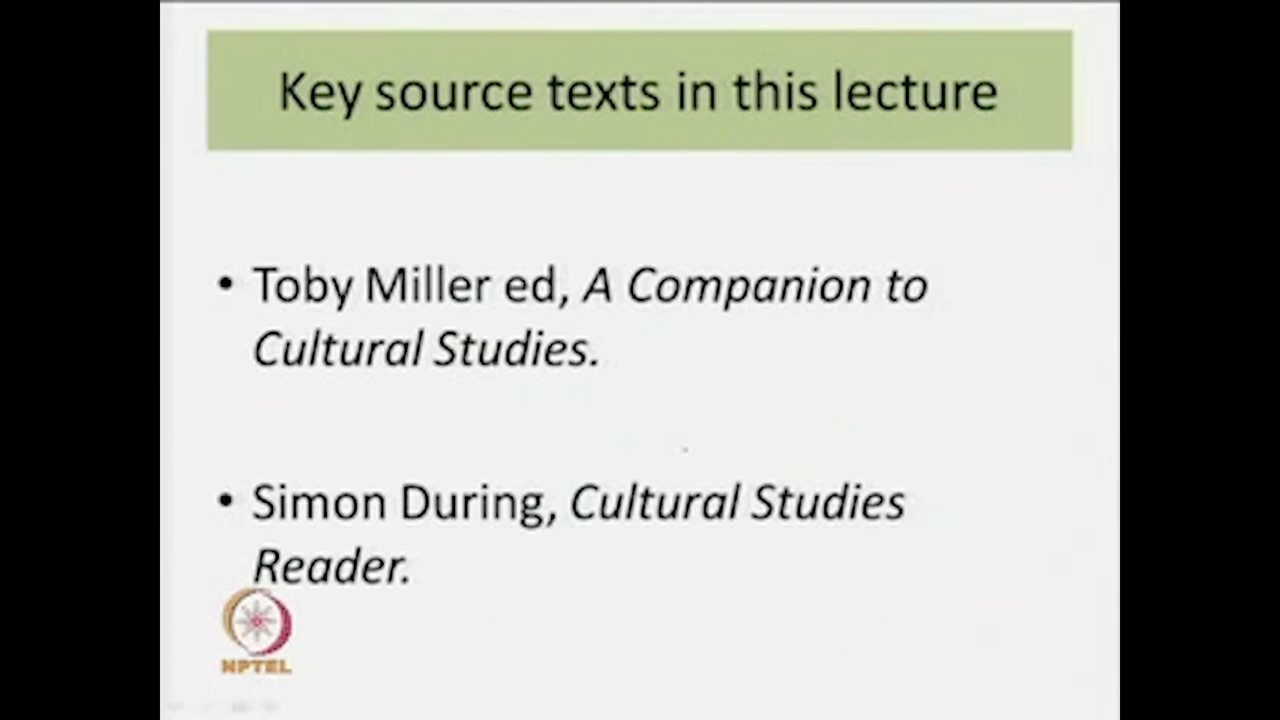 Key source texts in this lecture
• Toby Miller ed, A Companion to
Cultural Studies.
• Simon During, Cultural Studies
Reader.
NPTEL